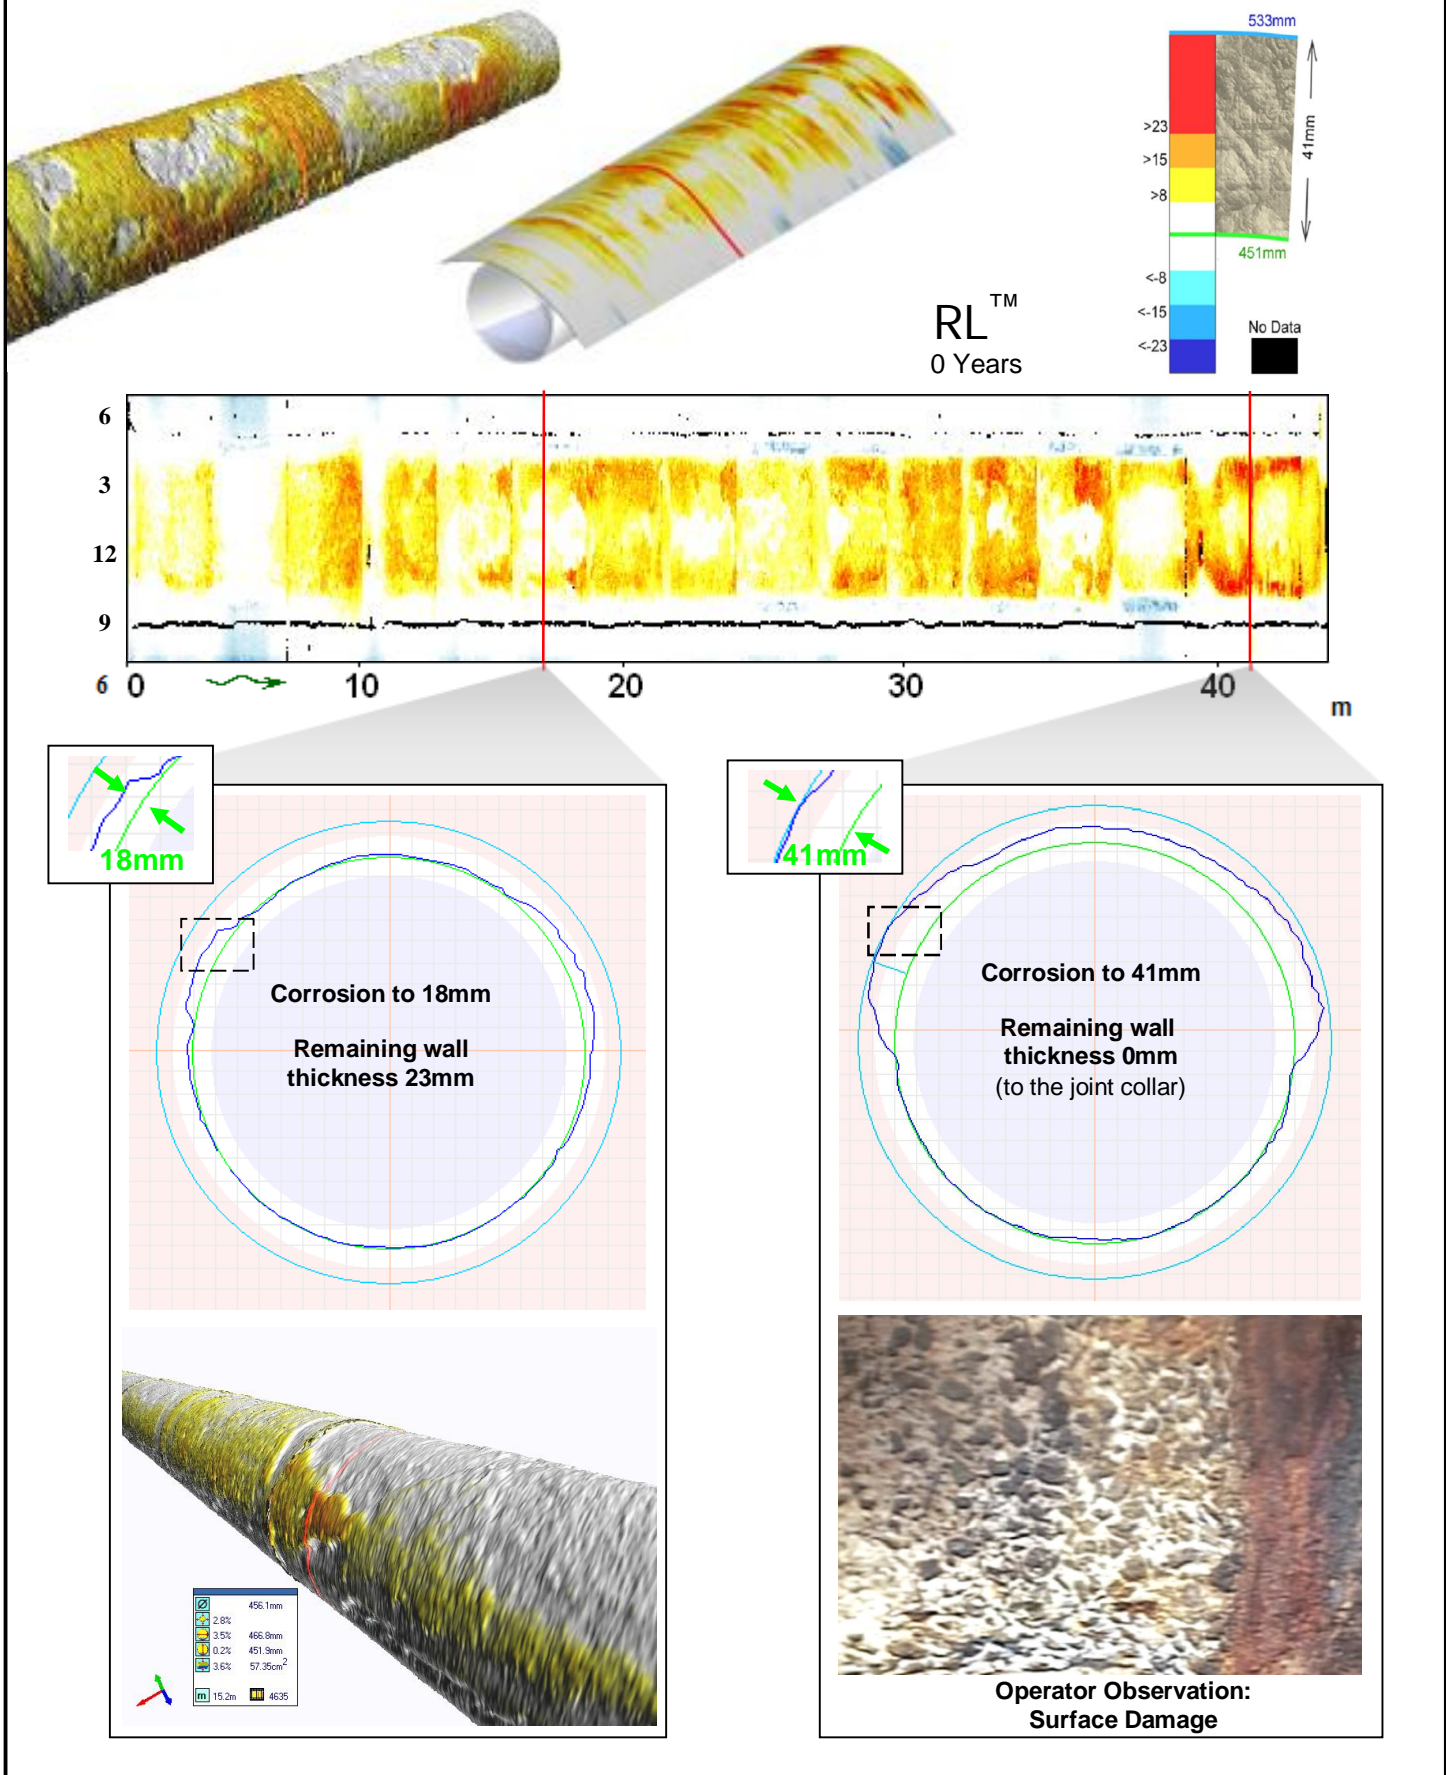 533mm
>23
>15
>8
41mm
451mm
<-8
<-15
<-23
No Data
RL™
0 Years
6
3
12
9
6 0 10 20 30 40
m
18mm
41mm
Corrosion to 18mm
Remaining wall
thickness 23mm
Corrosion to 41mm
Remaining wall
thickness 0mm
(to the joint collar)
Ø 456.1mm
2.8%
3.5% 466.8mm
0.2% 451.9mm
3.6% 57.35cm²
m 15.2m 4635
Operator Observation:
Surface Damage